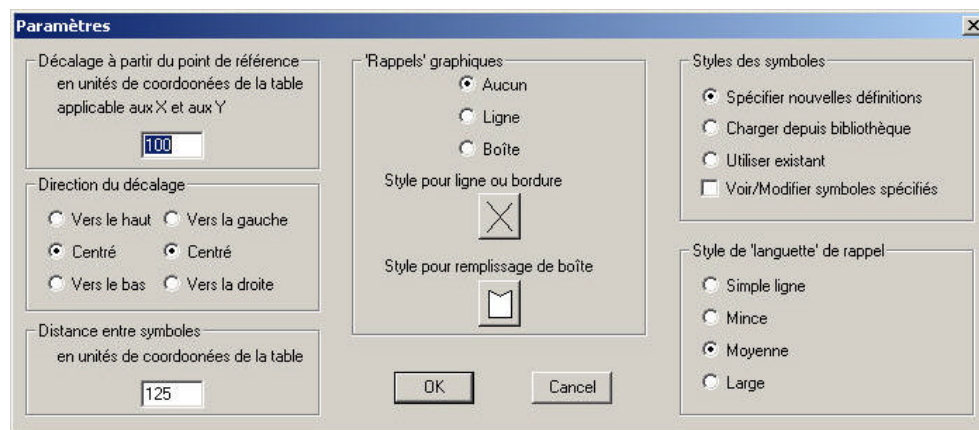 Paramètres
Décalage à partir du point de référence
en unités de coordoonées de la table
applicable aux X et aux Y
100
Direction du décalage
Vers le haut Vers la gauche
Centré Centré
Vers le bas Vers la droite
Distance entre symboles
en unités de coordoonées de la table
125
'Rappels' graphiques
Aucun
Ligne
Boîte
Style pour ligne ou bordure
Style pour remplissage de boîte
OK Cancel
Styles des symboles
Spécifier nouvelles définitions
Charger depuis bibliothèque
Utiliser existant
Voir/Modifier symboles spécifiés
Style de 'languette' de rappel
Simple ligne
Mince
Moyenne
Large